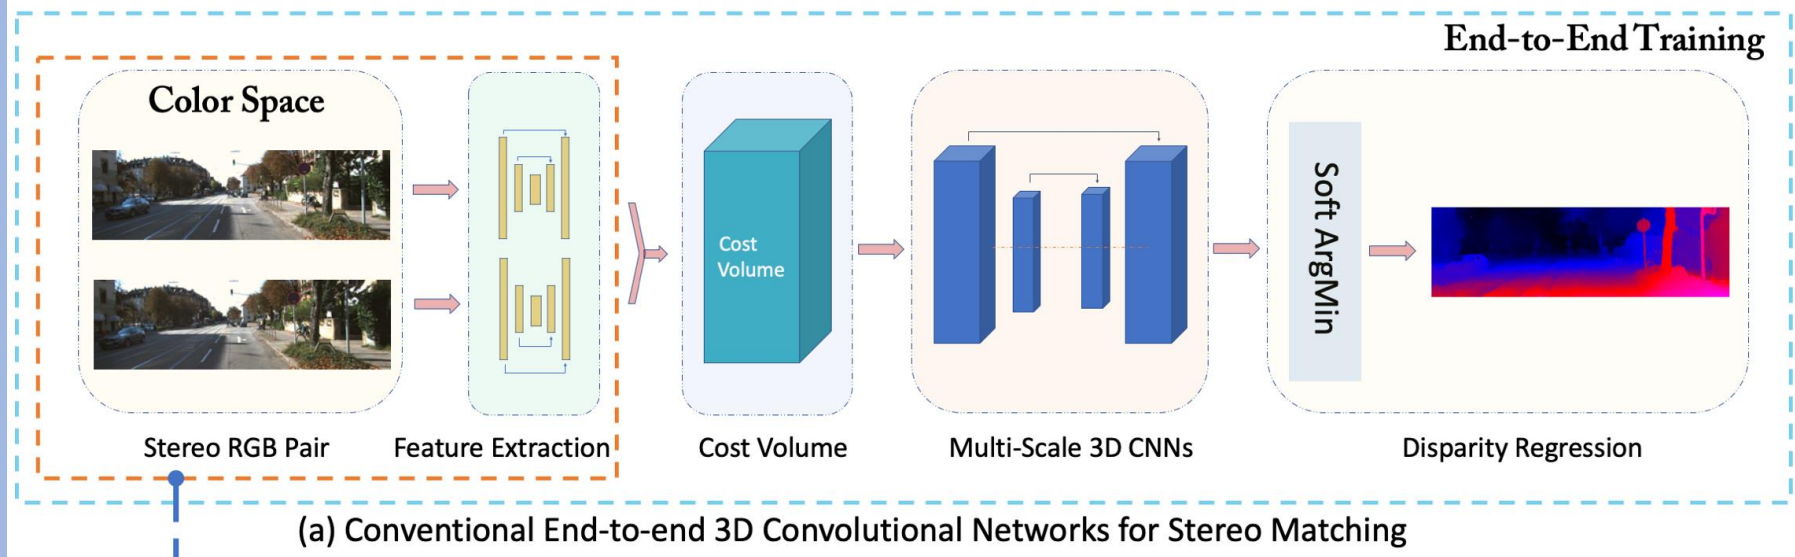 End-to-End Training
Color Space
Cost
Volume
Soft ArgMin
Stereo RGB Pair
Feature Extraction
Cost Volume
Multi-Scale 3D CNNs
Disparity Regression
(a) Conventional End-to-end 3D Convolutional Networks for Stereo Matching